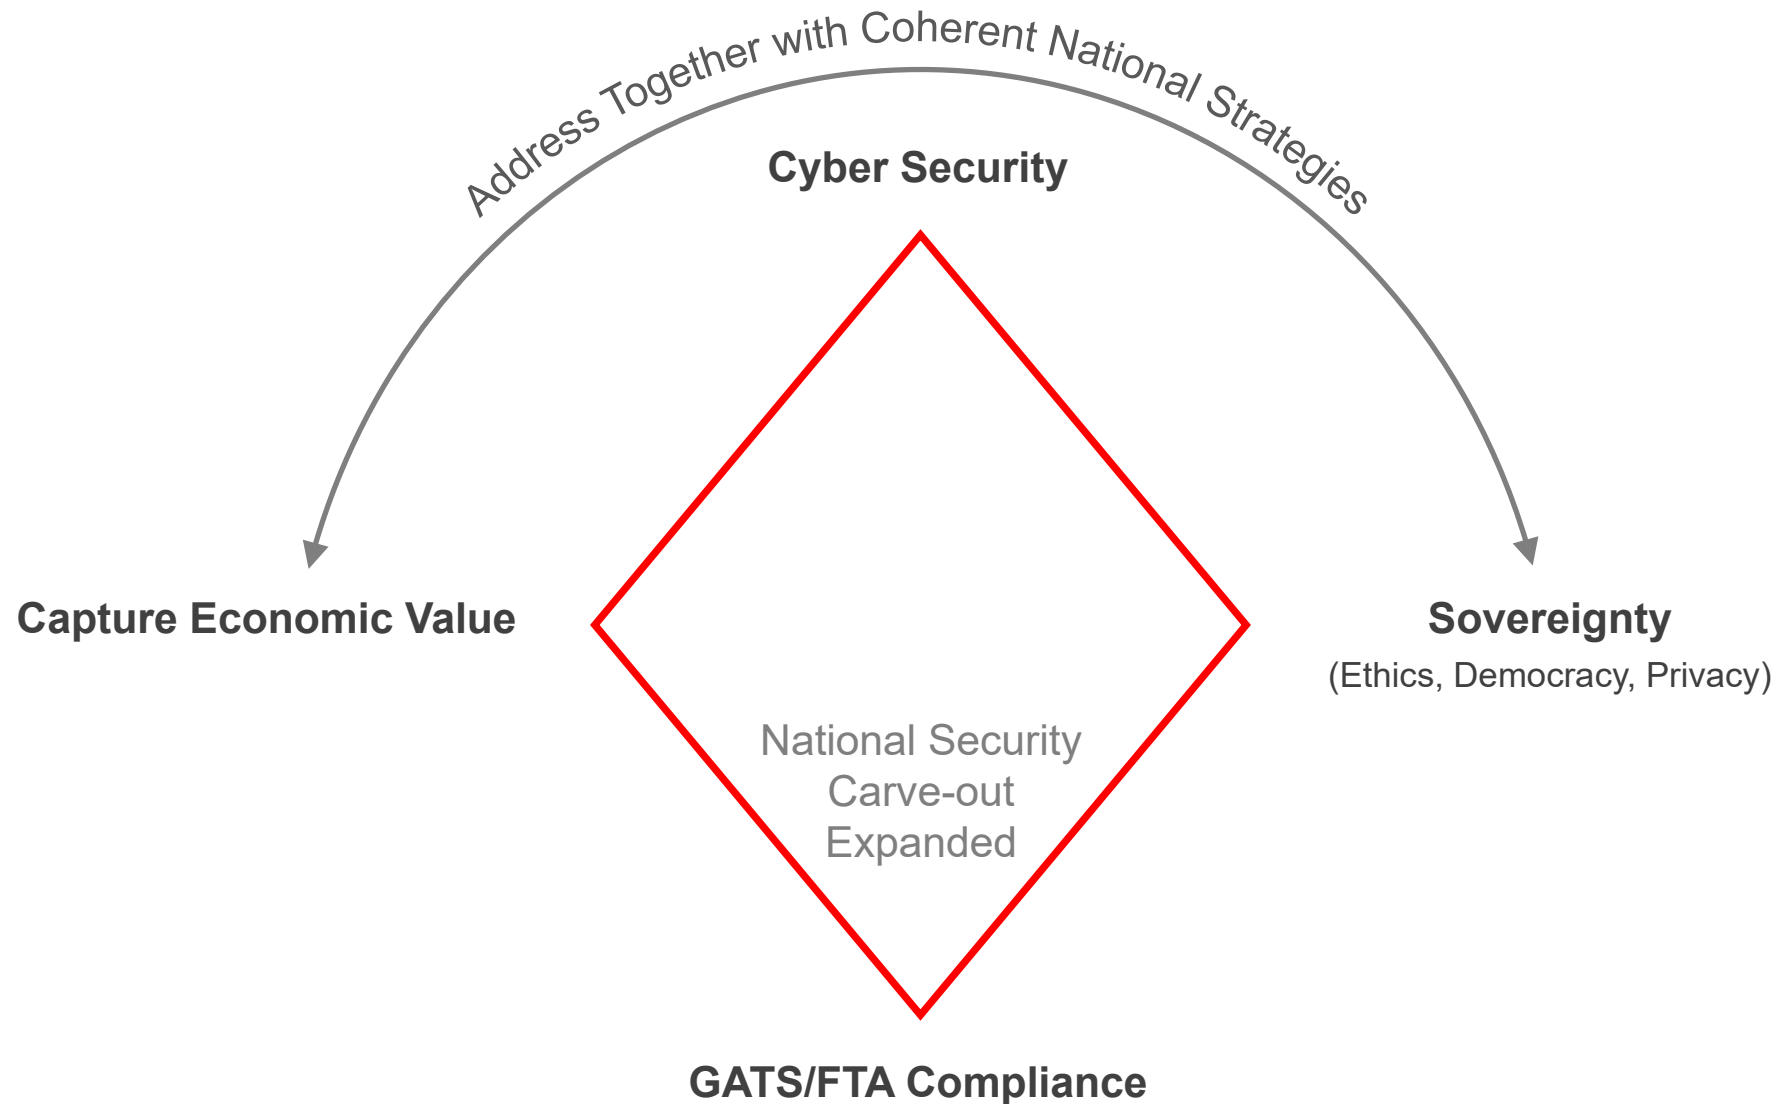 Address Together with Coherent National Strategies
Cyber Security
Capture Economic Value
Sovereignty
(Ethics, Democracy, Privacy)
National Security
Carve-out
Expanded
GATS/FTA Compliance